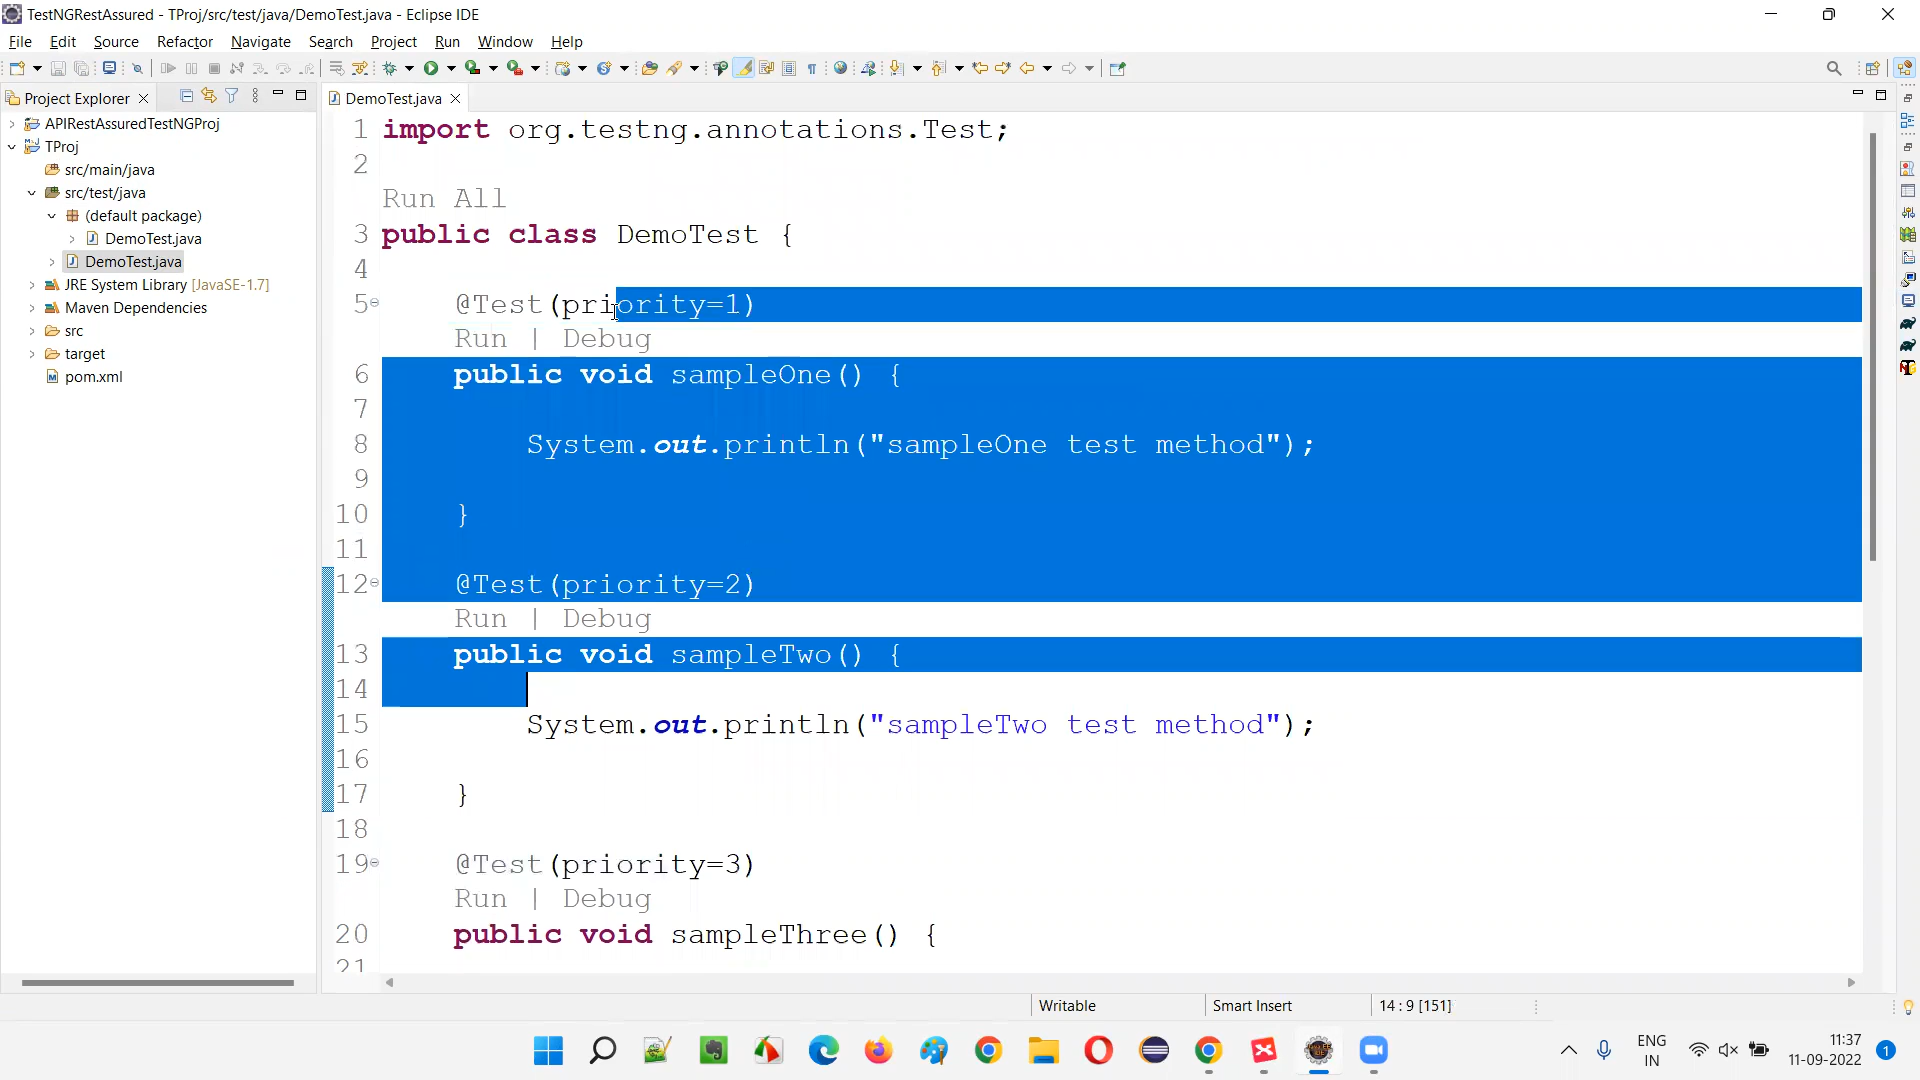 TestNGRestAssured - TProj/src/test/java/DemoTest.java - Eclipse IDE
File Edit Source Refactor Navigate Search Project Run Window Help
Project Explorer
DemoTest.java
APIRestAssuredTestNGProj
TProj
src/main/java
src/test/java
(default package)
DemoTest.java
DemoTest.java
JRE System Library [JavaSE-1.7]
Maven Dependencies
src
target
pom.xml
1 import org.testng.annotations.Test;
2
Run All
3 public class DemoTest {
4
5 @Test(priority=1)
Run | Debug
6 public void sampleOne() {
7
8 System.out.println("sampleOne test method");
9
10 }
11
12 @Test(priority=2)
Run | Debug
13 public void sampleTwo() {
14
15 System.out.println("sampleTwo test method");
16
17 }
18
19 @Test(priority=3)
Run | Debug
20 public void sampleThree() {
21
Writable Smart Insert 14 : 9 [151]
ENG
IN
11:37
11-09-2022
1